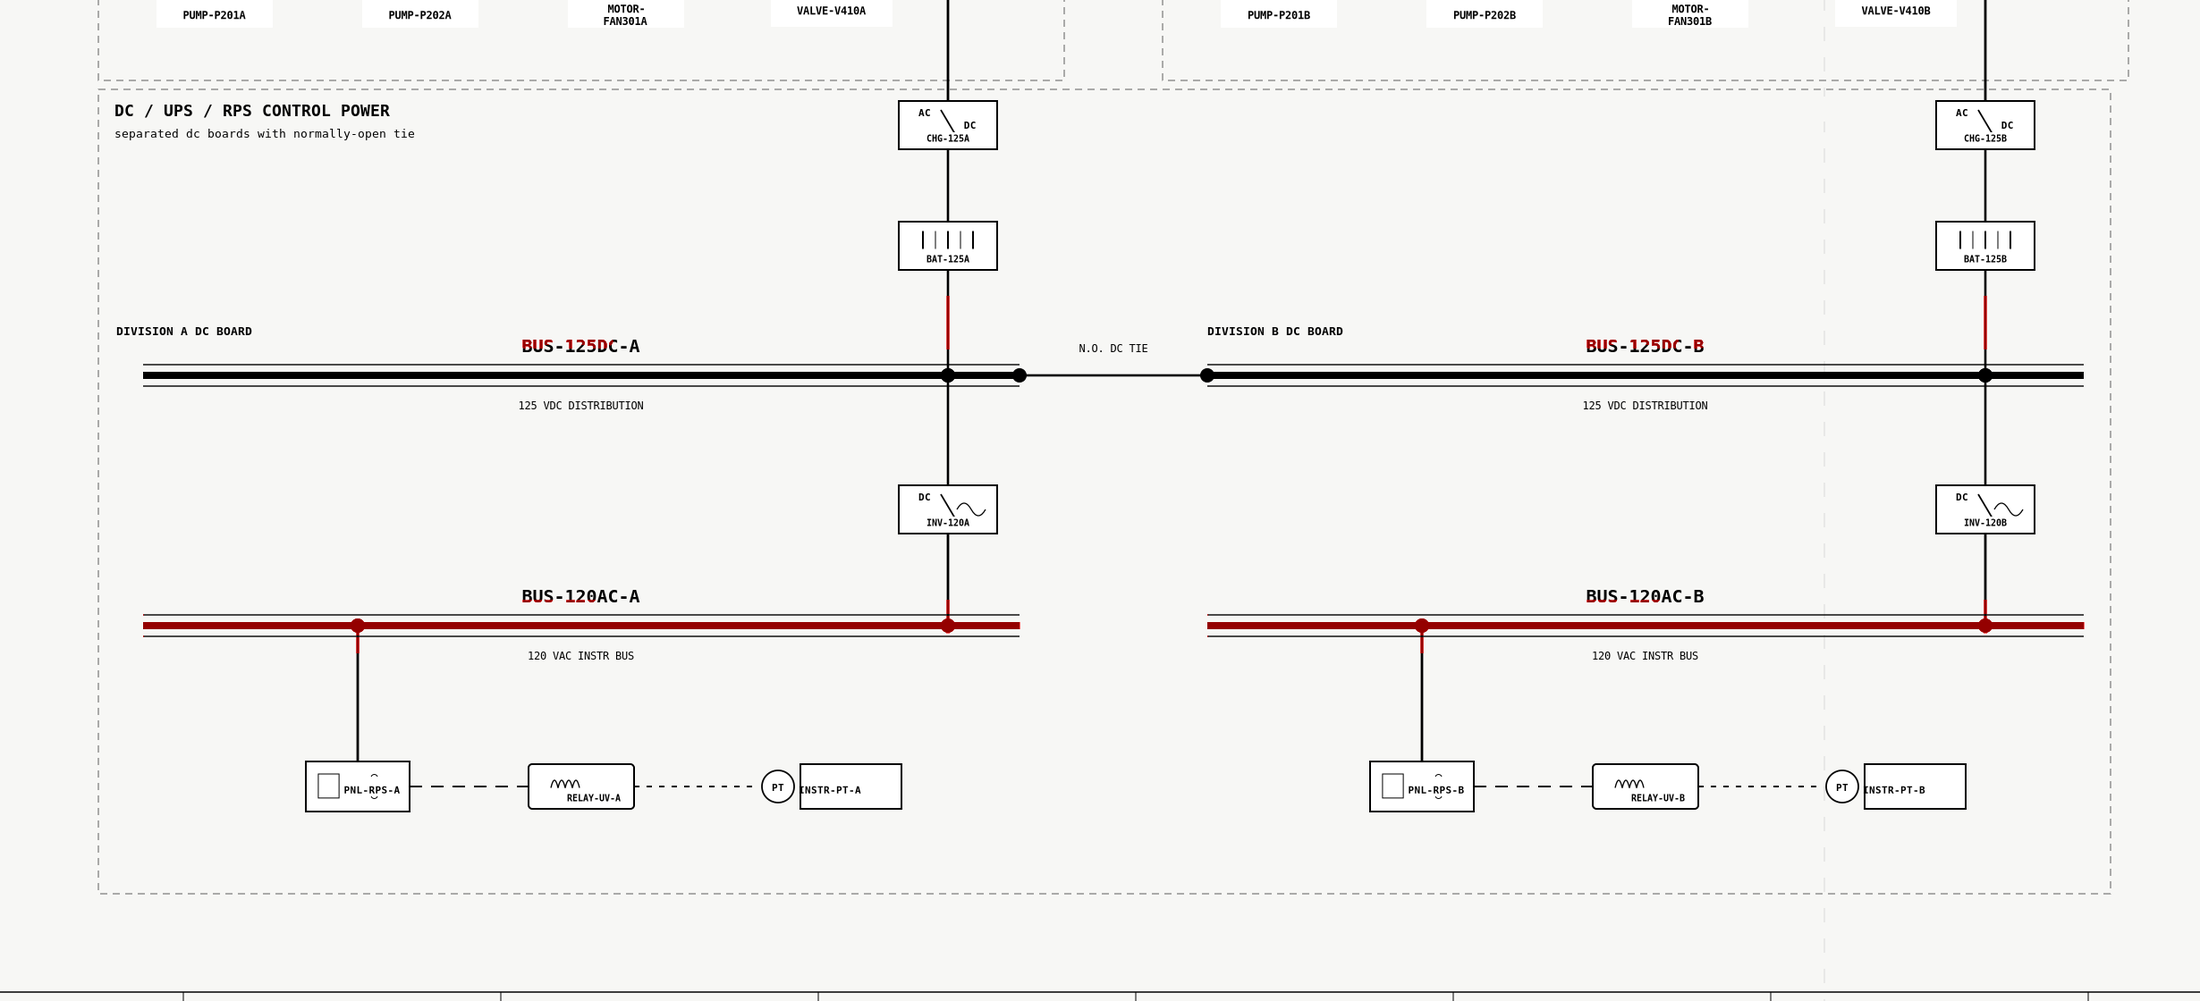 PUMP-P201A
PUMP-P202A
MOTOR-
FAN301A
VALVE-V410A
PUMP-P201B
PUMP-P202B
MOTOR-
FAN301B
VALVE-V410B
DC / UPS / RPS CONTROL POWER
separated dc boards with normally-open tie
AC
DC
CHG-125A
AC
DC
CHG-125B
BAT-125A
BAT-125B
DIVISION A DC BOARD
BUS-125DC-A
N.O. DC TIE
DIVISION B DC BOARD
BUS-125DC-B
125 VDC DISTRIBUTION
125 VDC DISTRIBUTION
DC
INV-120A
DC
INV-120B
BUS-120AC-A
BUS-120AC-B
120 VAC INSTR BUS
120 VAC INSTR BUS
PNL-RPS-A
RELAY-UV-A
PT
INSTR-PT-A
PNL-RPS-B
RELAY-UV-B
PT
INSTR-PT-B